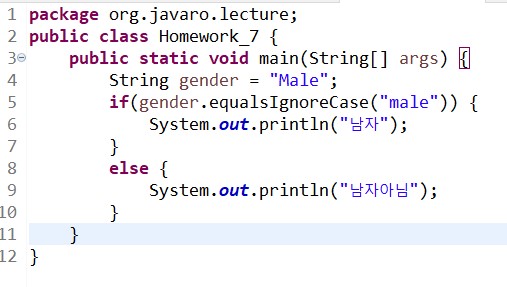 1 package org.javaro.lecture;
2 public class Homework_7 {
3 public static void main(String[] args) {
4 String gender = "Male";
5 if(gender.equalsIgnoreCase("male")) {
6 System.out.println("남자");
7 }
8 else {
9 System.out.println("남자아님");
10 }
11 }
12 }